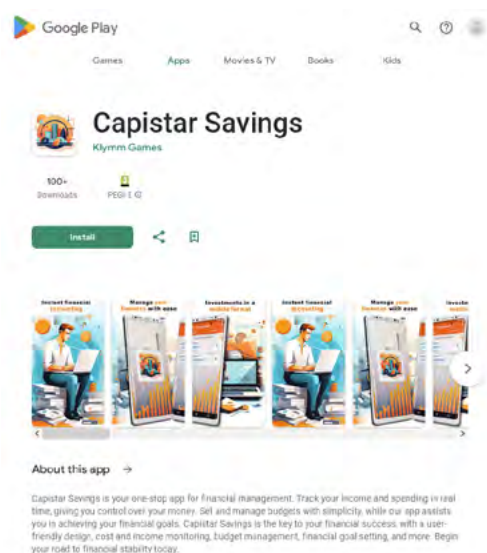 Google Play
Games Apps Movies & TV Books Kids
Capistar Savings
Klymm Games
100+
Downloads PEGI 3
Install
Instant financial accounting Manage your finances with ease Investments in a mobile format Instant financial accounting Manage your finances with ease
About this app →
Capistar Savings is your one-stop app for financial management. Track your income and spending in real
time, giving you control over your money. Set and manage budgets with simplicity, while our app assists
you in achieving your financial goals. Capistar Savings is the key to your financial success, with a user-
friendly design, cost and income monitoring, budget management, financial goal setting, and more. Begin
your road to financial stability today.